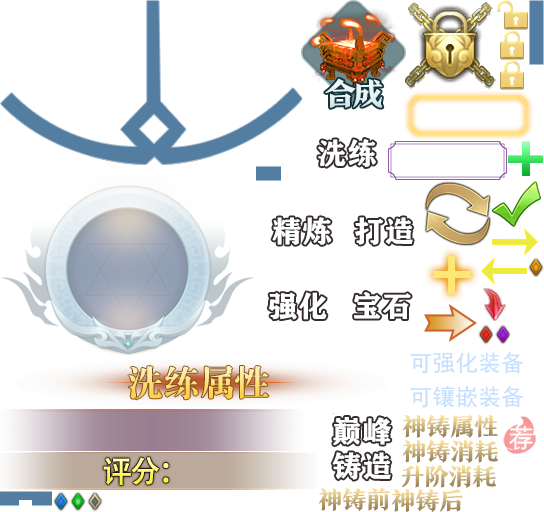 合成
洗练
精炼 打造
强化 宝石
可强化装备
洗练属性
可镶嵌装备
巅峰
铸造
神铸属性
荐
神铸消耗
评分：
升阶消耗
神铸前神铸后